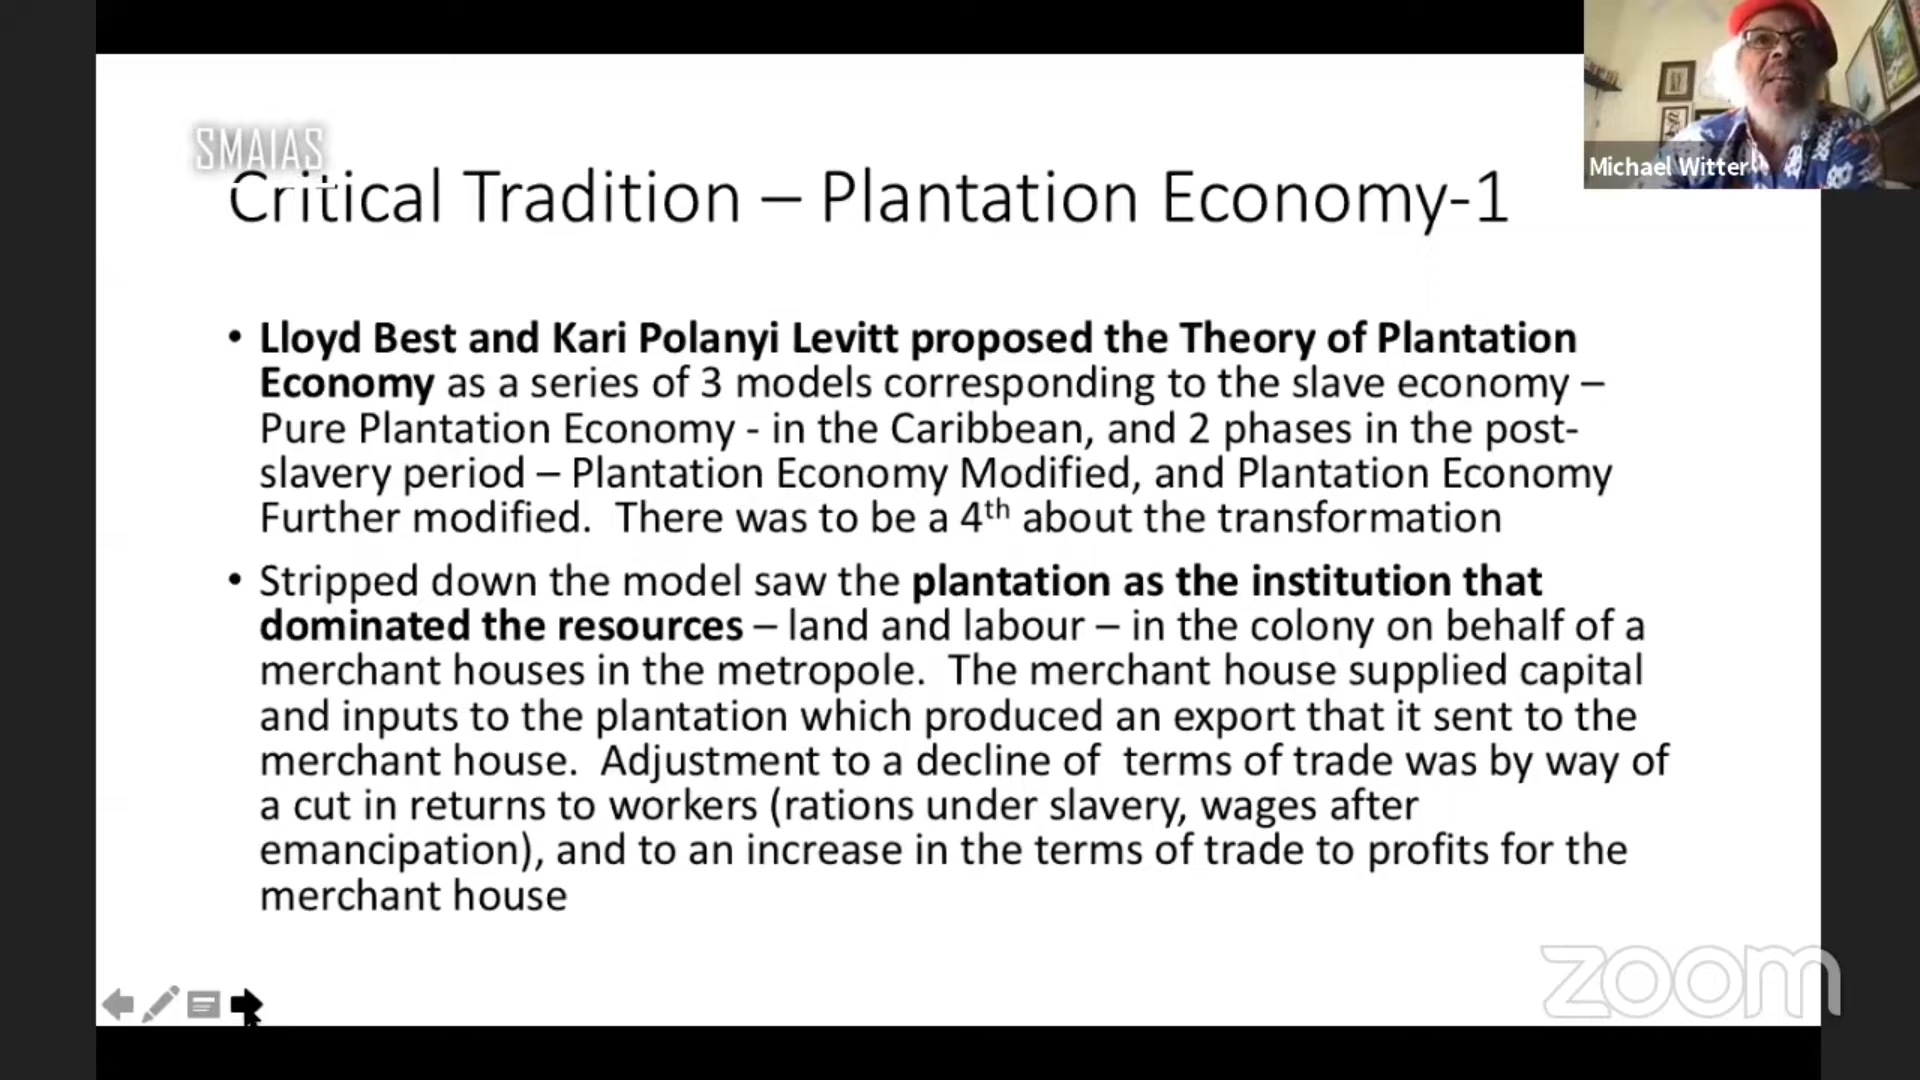 SMAIAS
Critical Tradition – Plantation Economy-1
Michael Witter
• Lloyd Best and Kari Polanyi Levitt proposed the Theory of Plantation
Economy as a series of 3 models corresponding to the slave economy –
Pure Plantation Economy - in the Caribbean, and 2 phases in the post-
slavery period – Plantation Economy Modified, and Plantation Economy
Further modified.  There was to be a 4th about the transformation
• Stripped down the model saw the plantation as the institution that
dominated the resources – land and labour – in the colony on behalf of a
merchant houses in the metropole.  The merchant house supplied capital
and inputs to the plantation which produced an export that it sent to the
merchant house.  Adjustment to a decline of  terms of trade was by way of
a cut in returns to workers (rations under slavery, wages after
emancipation), and to an increase in the terms of trade to profits for the
merchant house
zoom